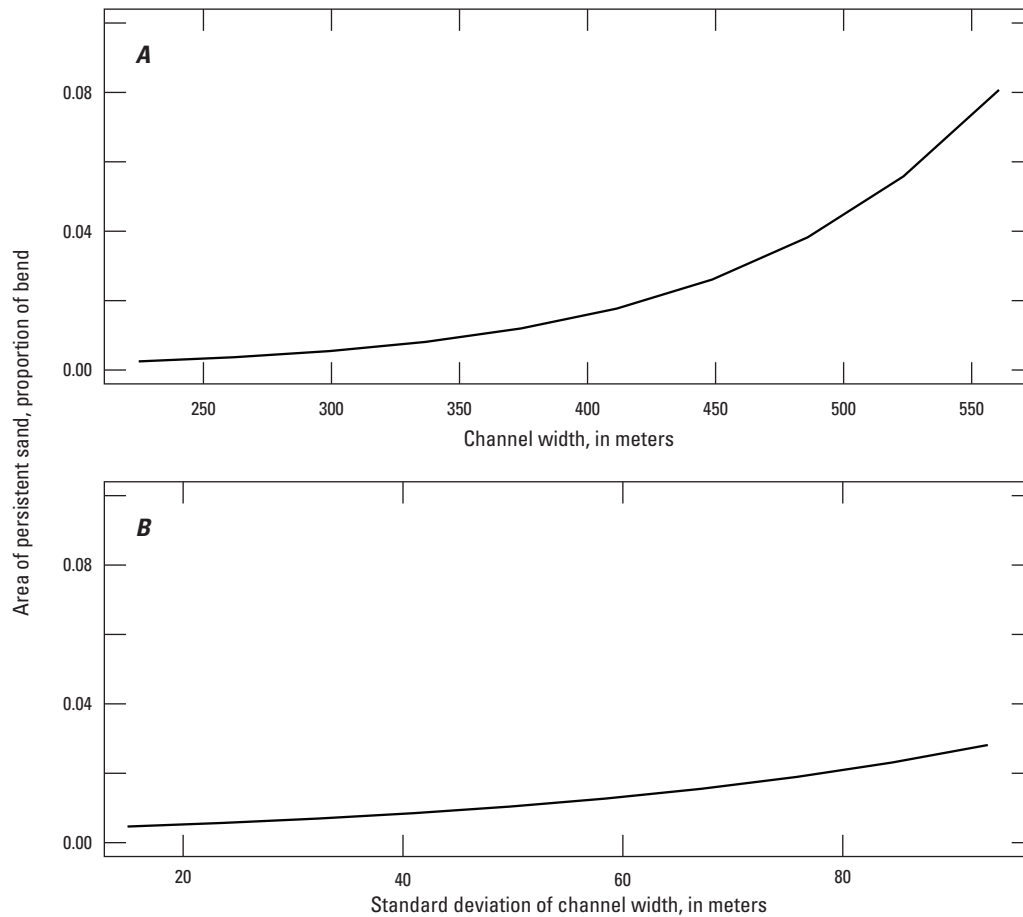 Area of persistent sand, proportion of bend
A
0.08
0.04
0.00
250 300 350 400 450 500 550
Channel width, in meters
B
0.08
0.04
0.00
20 40 60 80
Standard deviation of channel width, in meters